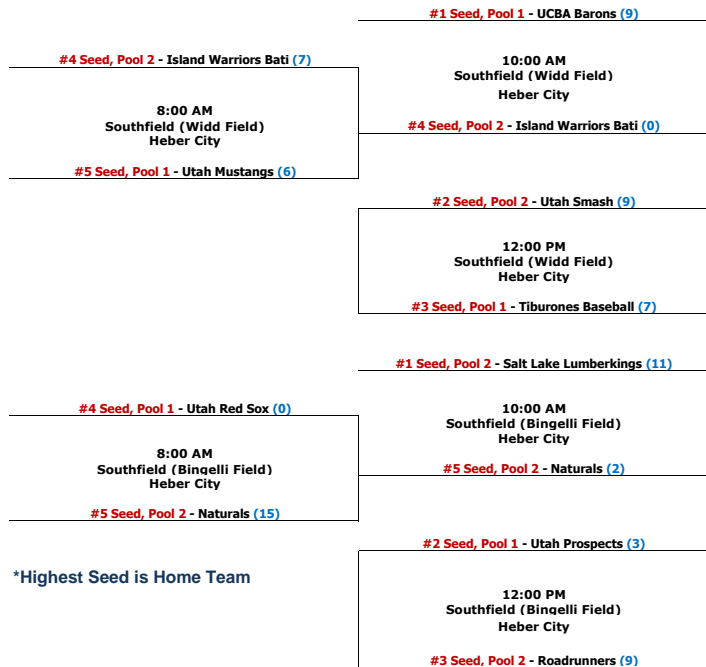 #1 Seed, Pool 1 - UCBA Barons (9)
#4 Seed, Pool 2 - Island Warriors Bati (7)
10:00 AM
Southfield (Widd Field)
Heber City
8:00 AM
Southfield (Widd Field)
Heber City
#4 Seed, Pool 2 - Island Warriors Bati (0)
#5 Seed, Pool 1 - Utah Mustangs (6)
#2 Seed, Pool 2 - Utah Smash (9)
12:00 PM
Southfield (Widd Field)
Heber City
#3 Seed, Pool 1 - Tiburones Baseball (7)
#1 Seed, Pool 2 - Salt Lake Lumberkings (11)
#4 Seed, Pool 1 - Utah Red Sox (0)
10:00 AM
Southfield (Bingelli Field)
Heber City
8:00 AM
Southfield (Bingelli Field)
Heber City
#5 Seed, Pool 2 - Naturals (2)
#5 Seed, Pool 2 - Naturals (15)
#2 Seed, Pool 1 - Utah Prospects (3)
*Highest Seed is Home Team
12:00 PM
Southfield (Bingelli Field)
Heber City
#3 Seed, Pool 2 - Roadrunners (9)